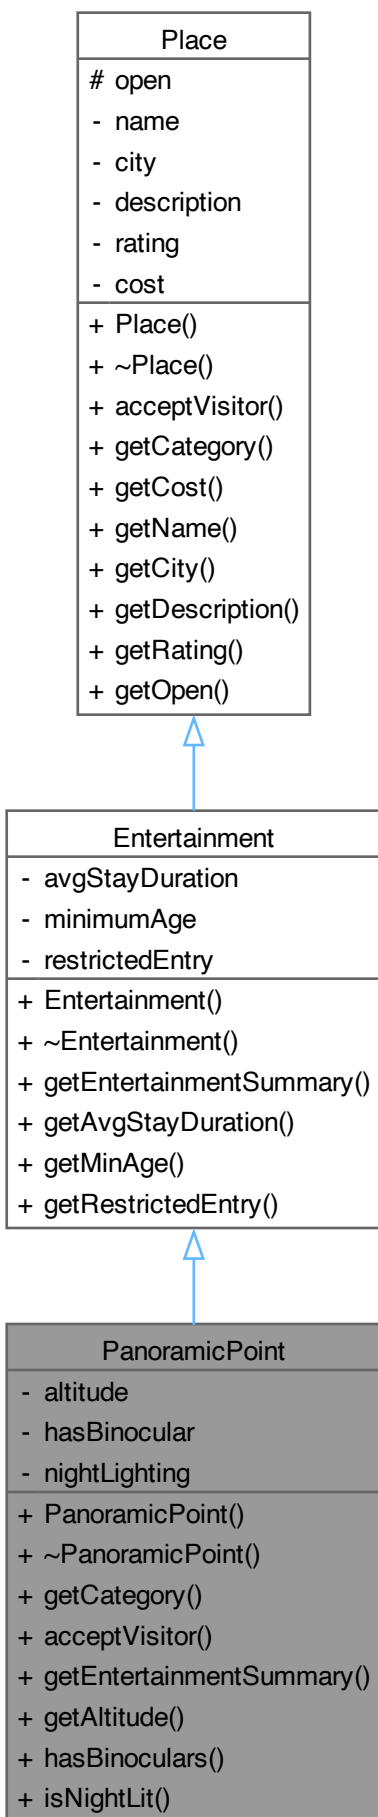 Place
# open
- name
- city
- description
- rating
- cost
+ Place()
+ ~Place()
+ acceptVisitor()
+ getCategory()
+ getCost()
+ getName()
+ getCity()
+ getDescription()
+ getRating()
+ getOpen()
Entertainment
- avgStayDuration
- minimumAge
- restrictedEntry
+ Entertainment()
+ ~Entertainment()
+ getEntertainmentSummary()
+ getAvgStayDuration()
+ getMinAge()
+ getRestrictedEntry()
PanoramicPoint
- altitude
- hasBinocular
- nightLighting
+ PanoramicPoint()
+ ~PanoramicPoint()
+ getCategory()
+ acceptVisitor()
+ getEntertainmentSummary()
+ getAltitude()
+ hasBinoculars()
+ isNightLit()